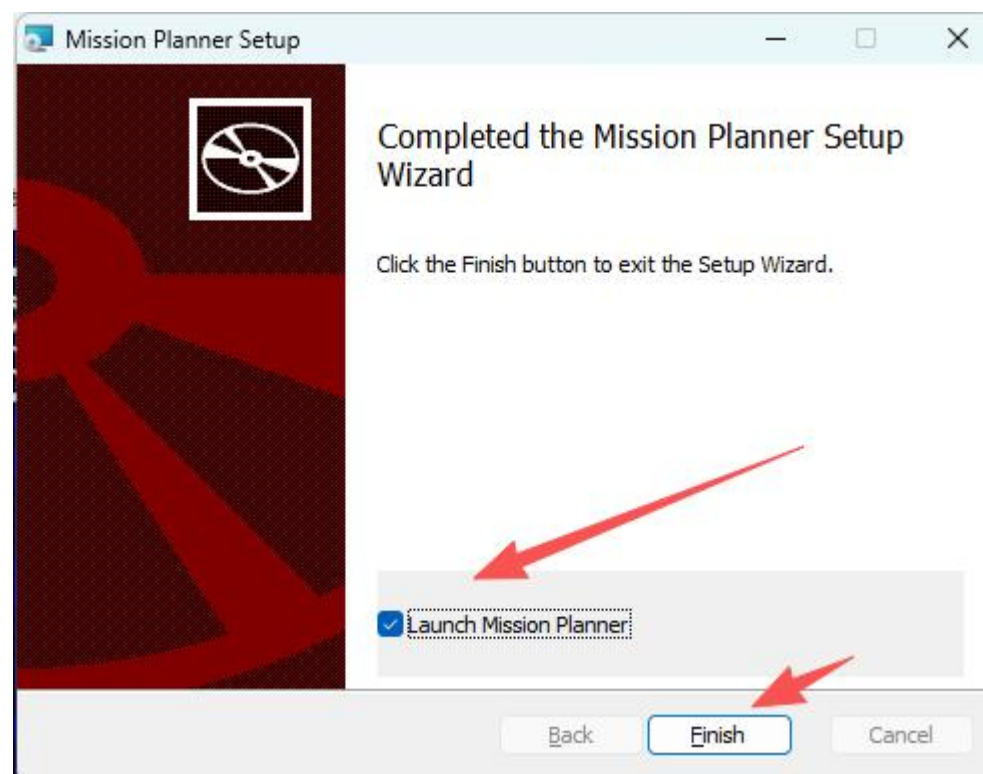 Mission Planner Setup
Completed the Mission Planner Setup
Wizard
Click the Finish button to exit the Setup Wizard.
Launch Mission Planner
Back Finish Cancel